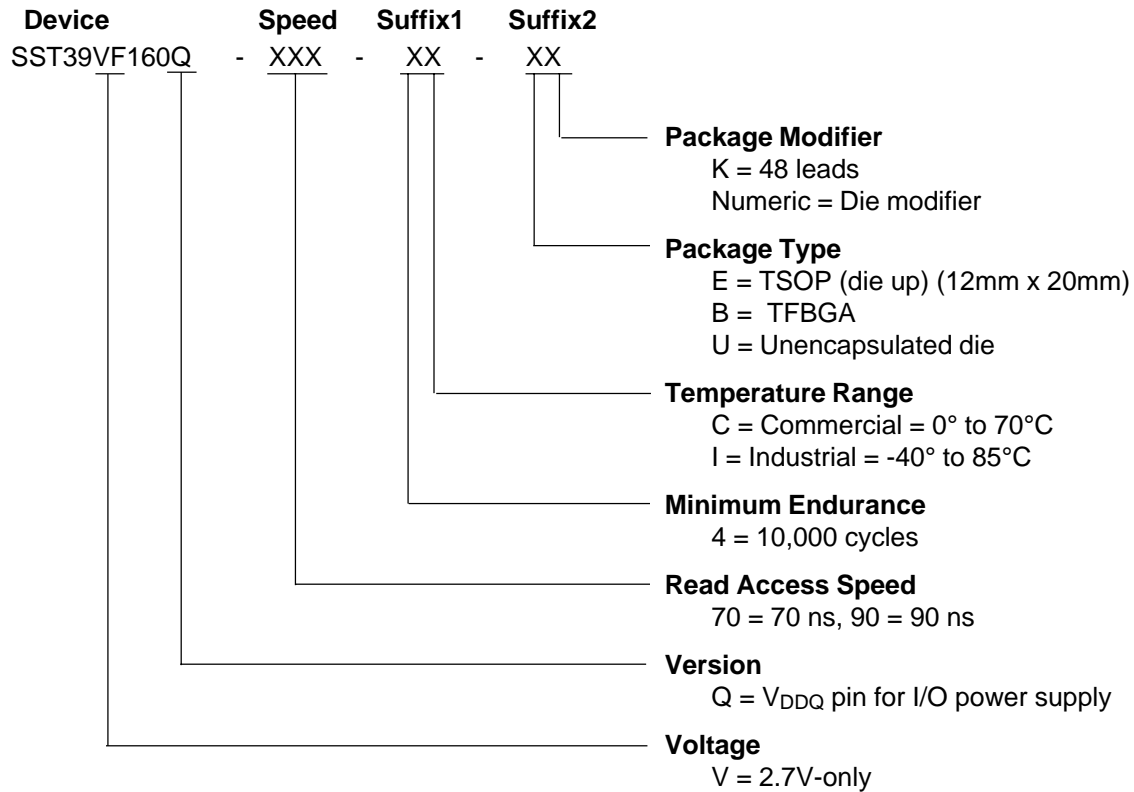 Device Speed Suffix1 Suffix2
SST39VF160Q - XXX - XX - XX
Package Modifier
K = 48 leads
Numeric = Die modifier
Package Type
E = TSOP (die up) (12mm x 20mm)
B = TFBGA
U = Unencapsulated die
Temperature Range
C = Commercial = 0° to 70°C
I = Industrial = -40° to 85°C
Minimum Endurance
4 = 10,000 cycles
Read Access Speed
70 = 70 ns, 90 = 90 ns
Version
Q = VDDQ pin for I/O power supply
Voltage
V = 2.7V-only